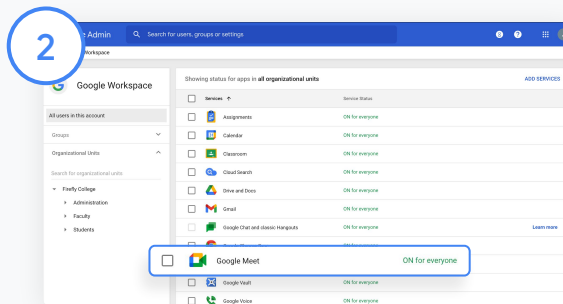 2
Admin
Search for users, groups or settings
Workspace
Google Workspace
Showing status for apps in all organizational units
ADD SERVICES
Services ↑
Service Status
All users in this account
Groups
Organizational Units
Search for organizational units
Firefly College
Administration
Faculty
Students
Assignments ON for everyone
Calendar ON for everyone
Classroom ON for everyone
Cloud Search ON for everyone
Drive and Docs ON for everyone
Gmail ON for everyone
Google Chat and classic Hangouts ON for everyone Learn more
Google Meet ON for everyone
Google Vault ON for everyone
Google Voice ON for everyone